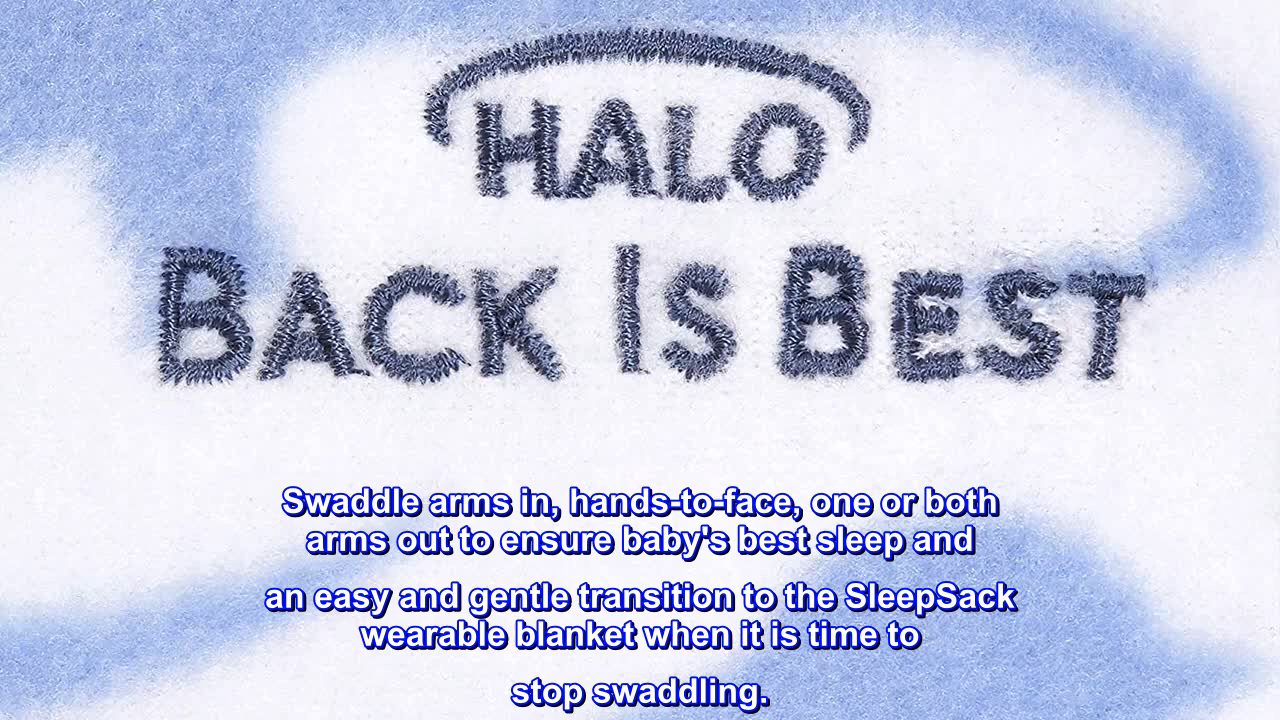 HALO
BACK IS BEST
Swaddle arms in, hands-to-face, one or both
arms out to ensure baby's best sleep and
an easy and gentle transition to the SleepSack
wearable blanket when it is time to
stop swaddling.